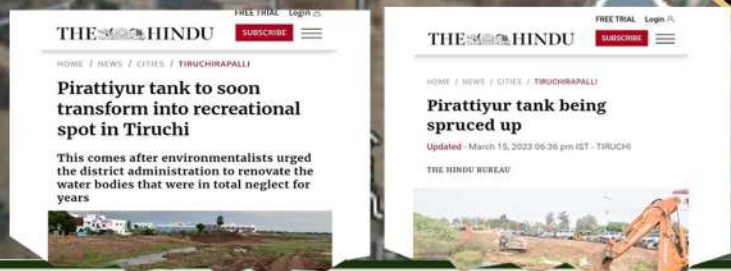 FREE TRIAL Login
THE HINDU
SUBSCRIBE
HOME / NEWS / CITIES / TIRUCHIRAPALLI
Pirattiyur tank to soon
transform into recreational
spot in Tiruchi
This comes after environmentalists urged
the district administration to renovate the
water bodies that were in total neglect for
years
FREE TRIAL Login
THE HINDU
SUBSCRIBE
HOME / NEWS / CITIES / TIRUCHIRAPALLI
Pirattiyur tank being
spruced up
Updated - March 15, 2023 06:36 pm IST - TIRUCHI
THE HINDU BUREAU